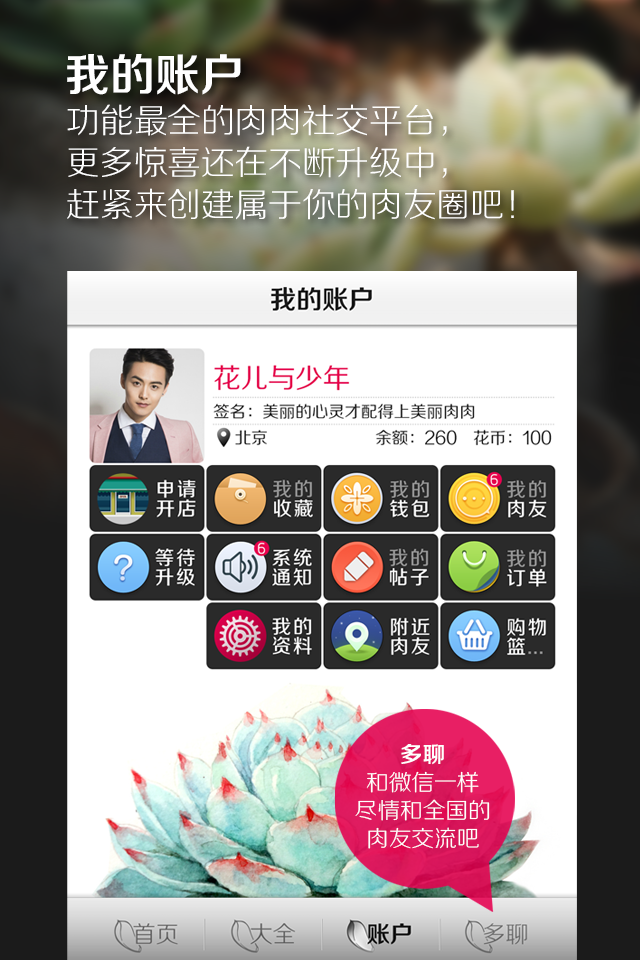 我的账户
功能最全的肉肉社交平台，
更多惊喜还在不断升级中，
赶紧来创建属于你的肉友圈吧！
我的账户
花儿与少年
签名：美丽的心灵才配得上美丽肉肉
北京 余额：260 花币：100
申请
开店
我的
收藏
我的
钱包
6
我的
肉友
?
等待
升级
6
系统
通知
我的
帖子
我的
订单
我的
资料
附近
肉友
购物
篮...
多聊
和微信一样
尽情和全国的
肉友交流吧
首页 大全 账户 多聊